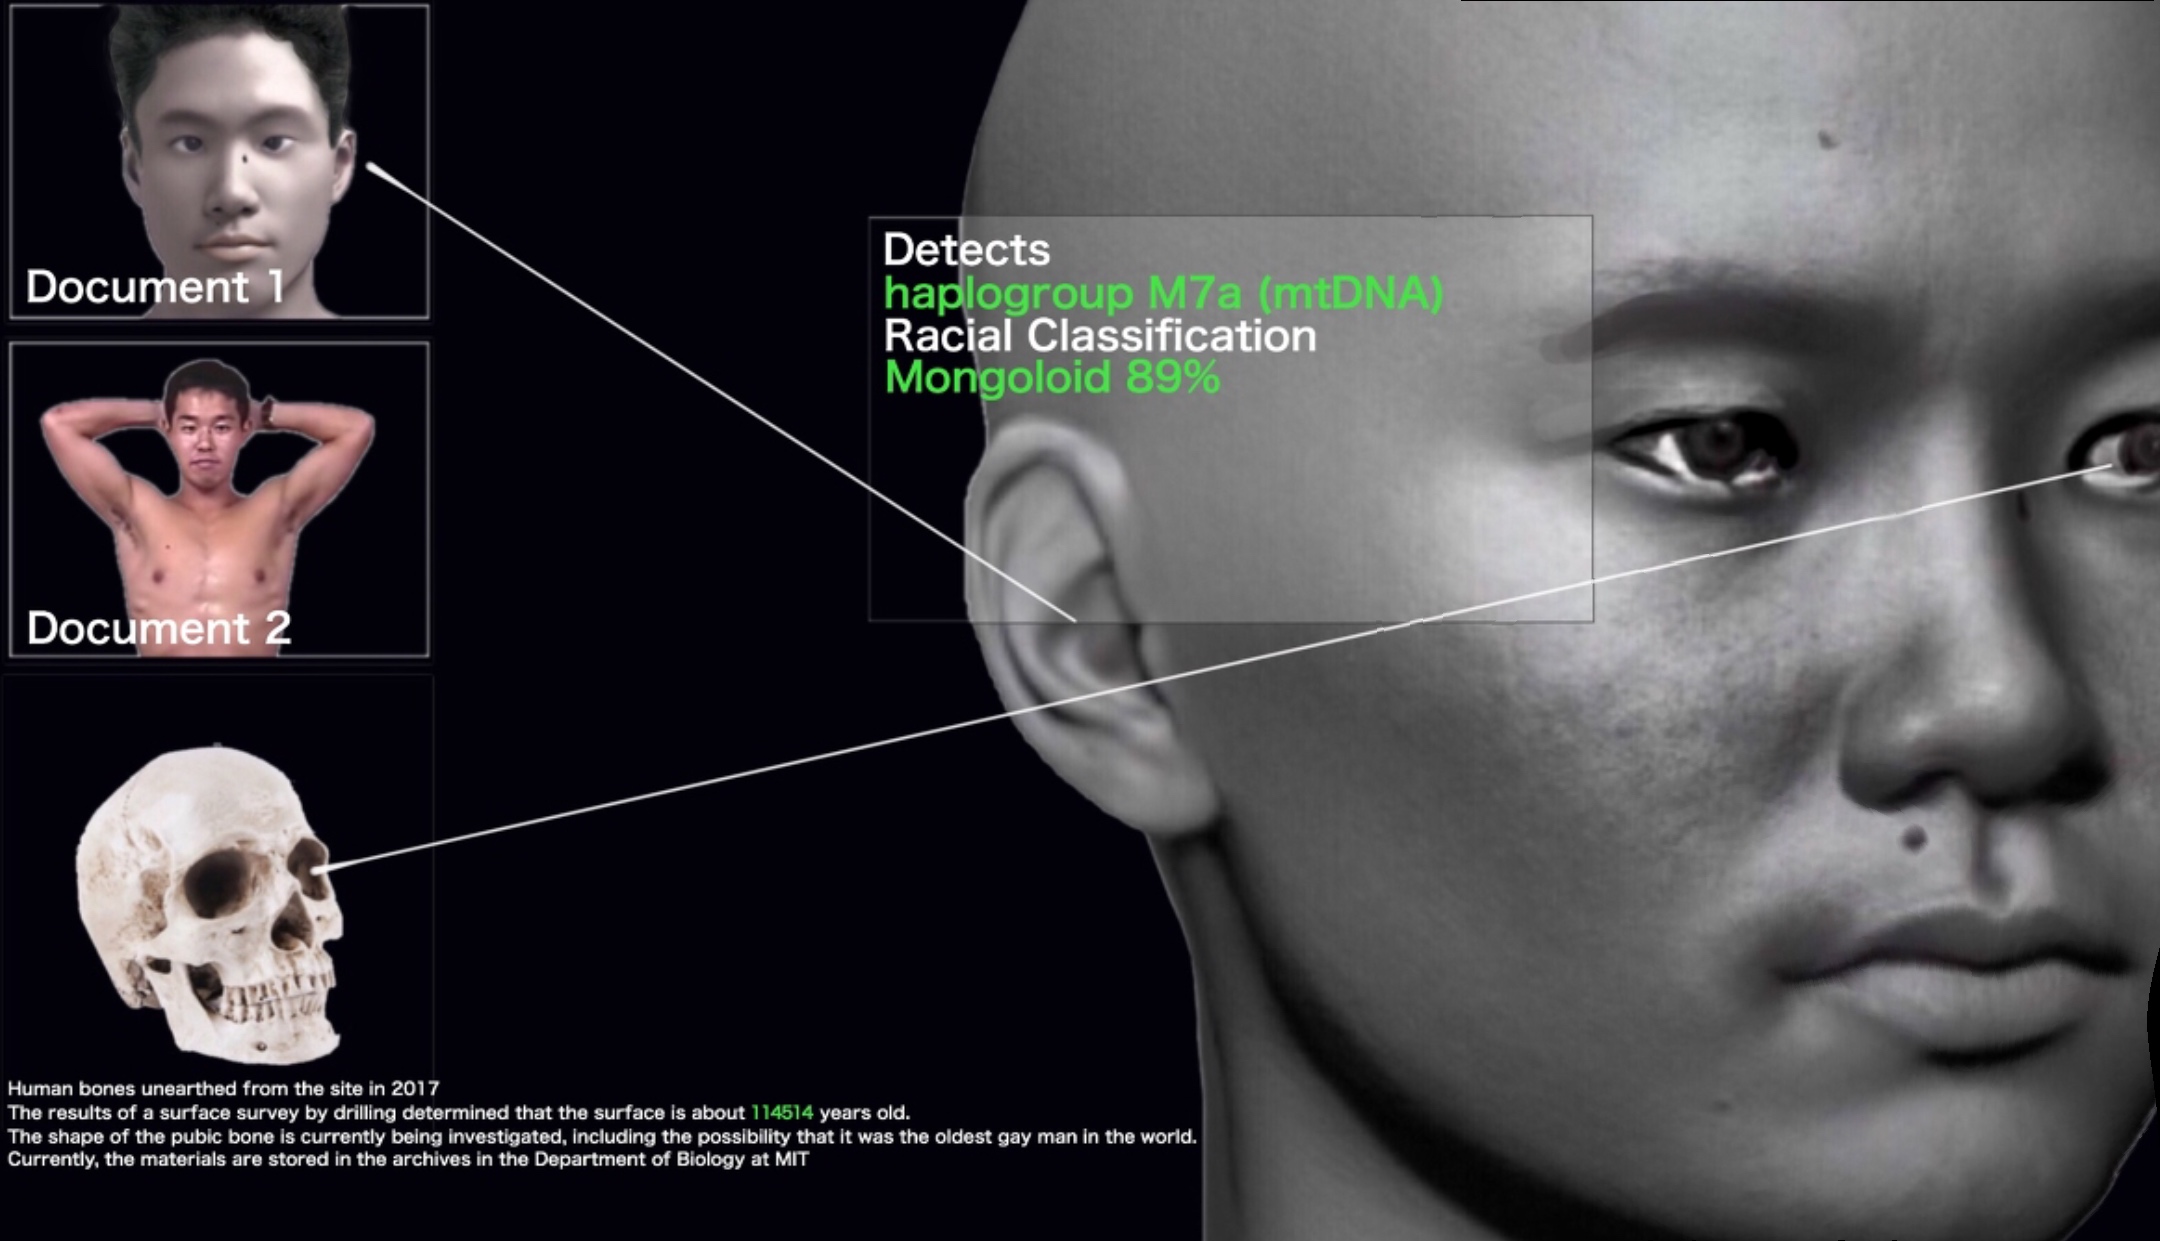 Document 1
Detects
haplogroup M7a (mtDNA)
Racial Classification
Mongoloid 89%
Document 2
Human bones unearthed from the site in 2017
The results of a surface survey by drilling determined that the surface is about 114514 years old.
The shape of the pubic bone is currently being investigated, including the possibility that it was the oldest gay man in the world.
Currently, the materials are stored in the archives in the Department of Biology at MIT